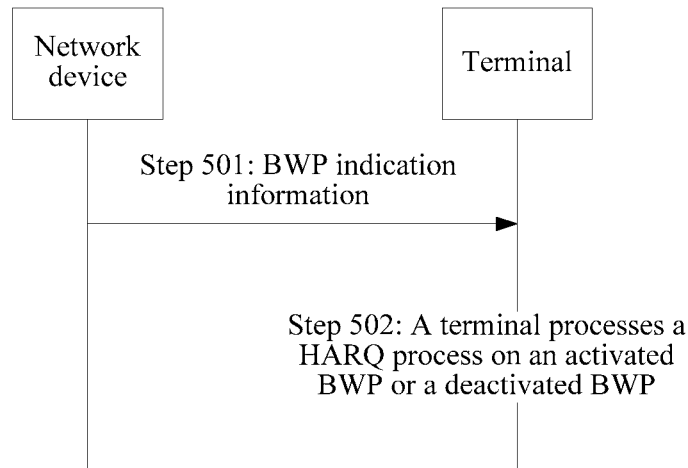 Network
device
Terminal
Step 501: BWP indication
information
Step 502: A terminal processes a
HARQ process on an activated
BWP or a deactivated BWP